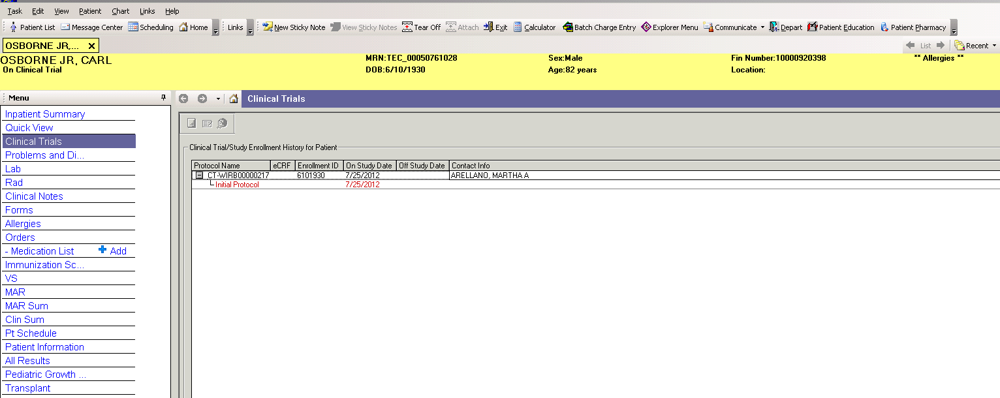 Task Edit View Patient Chart Links Help
Patient List Message Center Scheduling Home Links New Sticky Note View Sticky Notes Tear Off Attach Exit Calculator Batch Charge Entry Explorer Menu Communicate Depart Patient Education Patient Pharmacy
OSBORNE JR,... × List Recent
OSBORNE JR, CARL MRN:TEC_00050761028 Sex:Male Fin Number:10000920398 ** Allergies **
On Clinical Trial DOB:6/10/1930 Age:82 years Location:
Menu
Inpatient Summary
Quick View
Clinical Trials
Problems and Di...
Lab
Rad
Clinical Notes
Forms
Allergies
Orders
- Medication List + Add
Immunization Sc...
VS
MAR
MAR Sum
Clin Sum
Pt Schedule
Patient Information
All Results
Pediatric Growth ...
Transplant
Clinical Trials
Clinical Trial/Study Enrollment History for Patient
Protocol Name eCRF Enrollment ID On Study Date Off Study Date Contact Info
CT-WIRB00000217 6101930 7/25/2012 ARELLANO, MARTHA A
Initial Protocol 7/25/2012